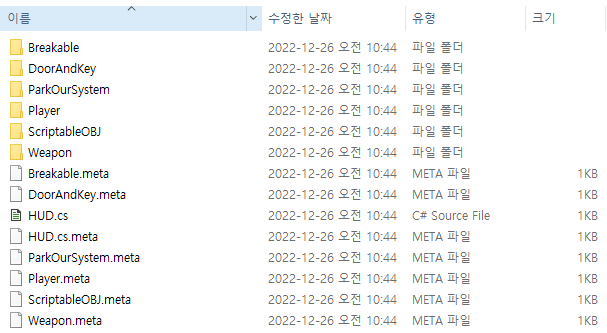 이름 수정한 날짜 유형 크기
Breakable 2022-12-26 오전 10:44 파일 폴더
DoorAndKey 2022-12-26 오전 10:44 파일 폴더
ParkOurSystem 2022-12-26 오전 10:44 파일 폴더
Player 2022-12-26 오전 10:44 파일 폴더
ScriptableOBJ 2022-12-26 오전 10:44 파일 폴더
Weapon 2022-12-26 오전 10:44 파일 폴더
Breakable.meta 2022-12-26 오전 10:44 META 파일 1KB
DoorAndKey.meta 2022-12-26 오전 10:44 META 파일 1KB
HUD.cs 2022-12-26 오전 10:44 C# Source File 1KB
HUD.cs.meta 2022-12-26 오전 10:44 META 파일 1KB
ParkOurSystem.meta 2022-12-26 오전 10:44 META 파일 1KB
Player.meta 2022-12-26 오전 10:44 META 파일 1KB
ScriptableOBJ.meta 2022-12-26 오전 10:44 META 파일 1KB
Weapon.meta 2022-12-26 오전 10:44 META 파일 1KB